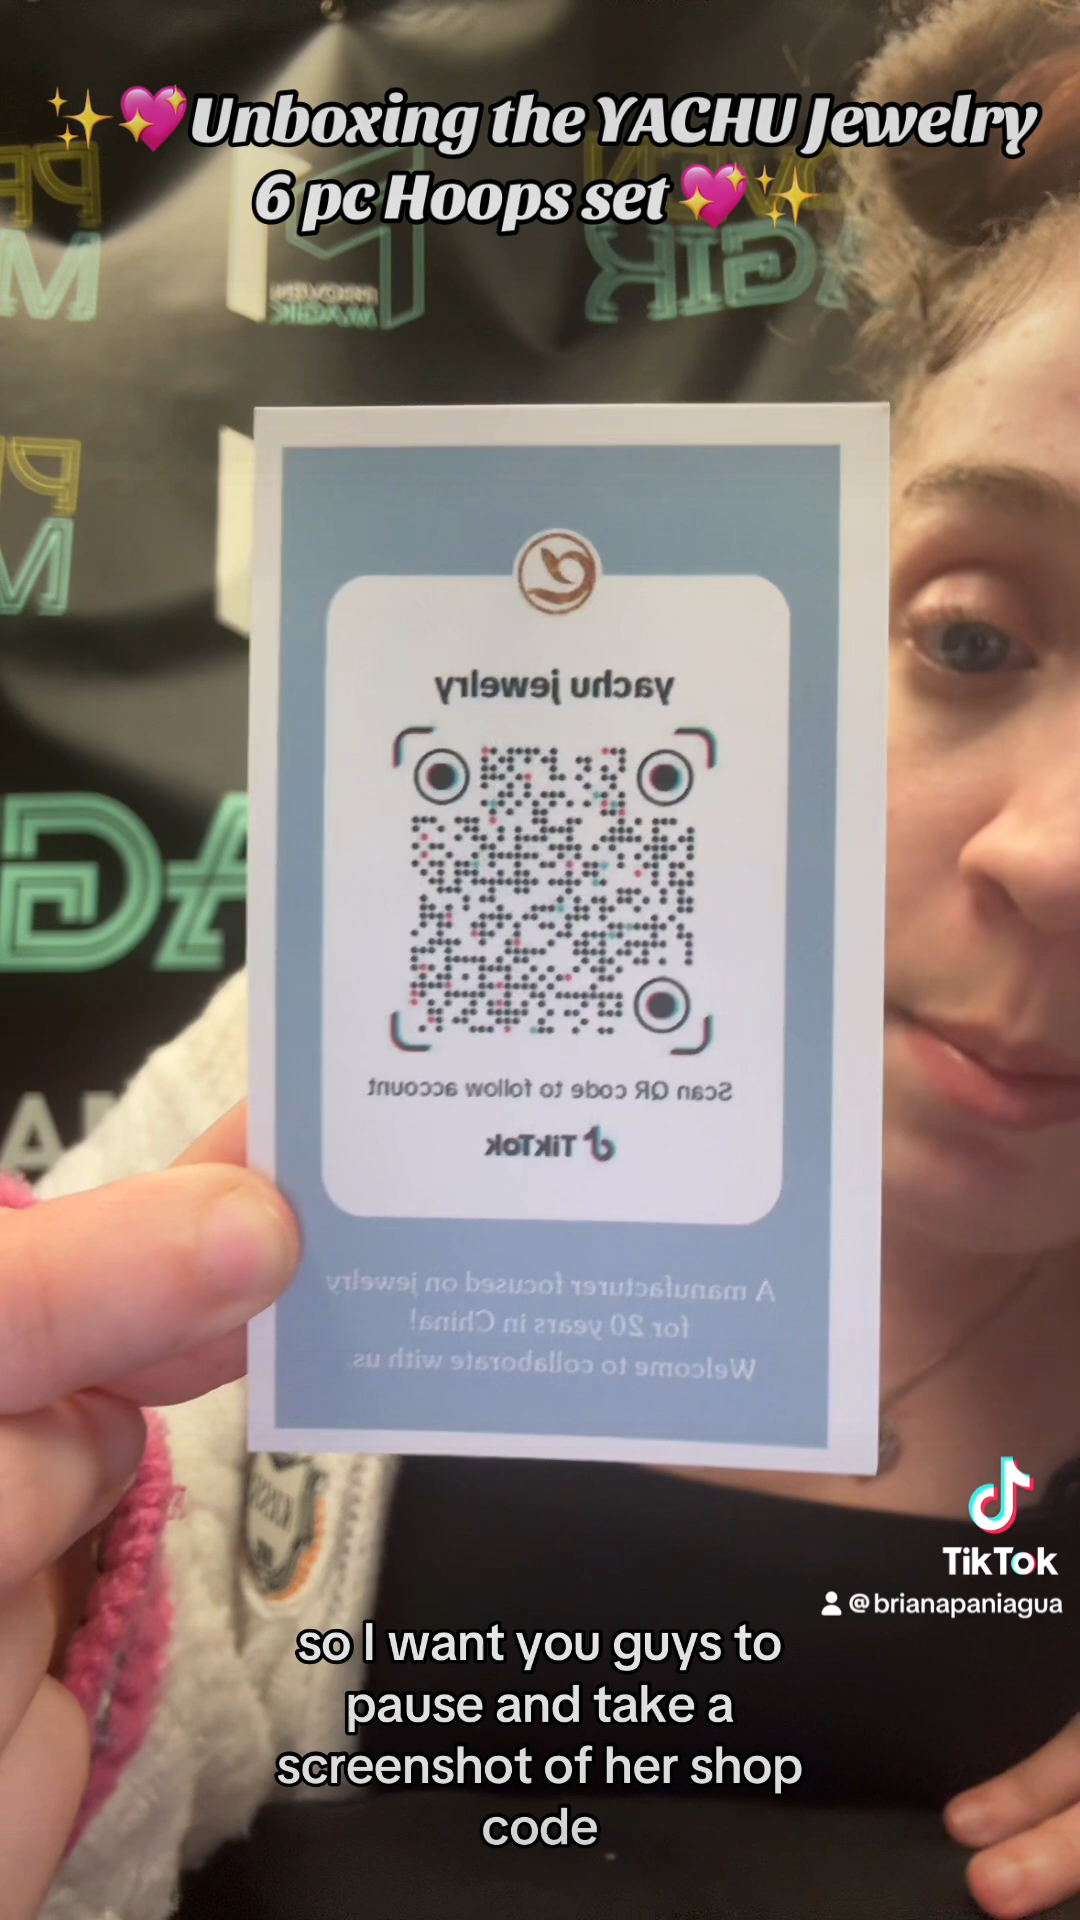 ✨💖Unboxing the YACHU Jewelry
6 pc Hoops set 💖✨
PROVEN
MAGIK
yachu jewelry
Scan QR code to follow account
TikTok
A manufacturer focused on jewelry
for 20 years in China!
Welcome to collaborate with us.
TikTok
@brianapaniagua
so I want you guys to
pause and take a
screenshot of her shop
code